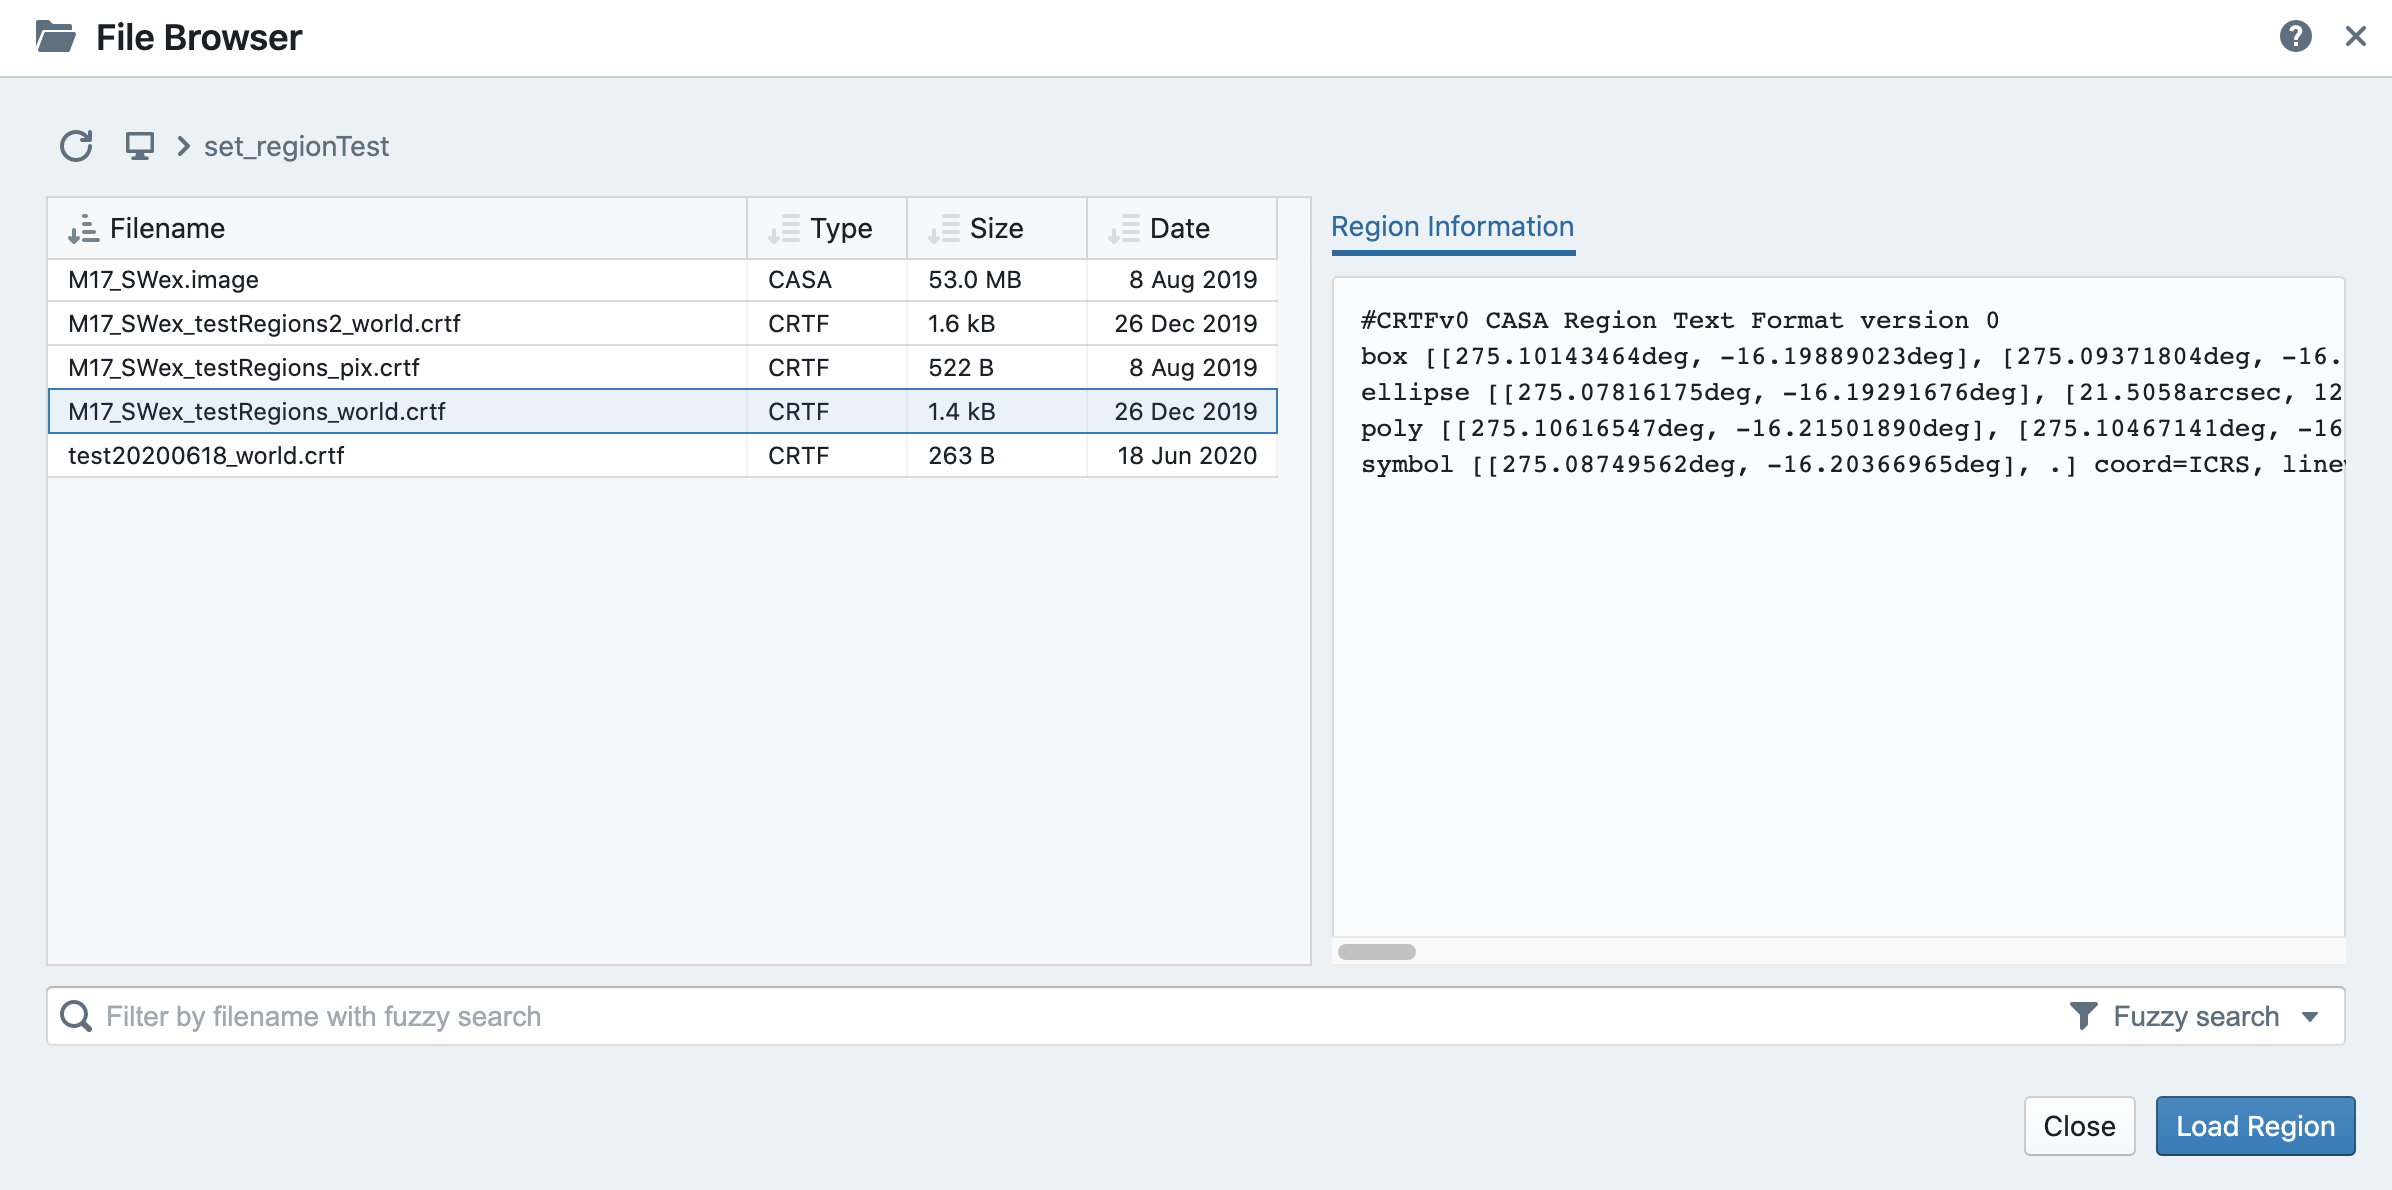 File Browser
set_regionTest
Filename Type Size Date
M17_SWex.image CASA 53.0 MB 8 Aug 2019
M17_SWex_testRegions2_world.crtf CRTF 1.6 kB 26 Dec 2019
M17_SWex_testRegions_pix.crtf CRTF 522 B 8 Aug 2019
M17_SWex_testRegions_world.crtf CRTF 1.4 kB 26 Dec 2019
test20200618_world.crtf CRTF 263 B 18 Jun 2020
Region Information
#CRTFv0 CASA Region Text Format version 0
box [[275.10143464deg, -16.19889023deg], [275.09371804deg, -16.
ellipse [[275.07816175deg, -16.19291676deg], [21.5058arcsec, 12
poly [[275.10616547deg, -16.21501890deg], [275.10467141deg, -16
symbol [[275.08749562deg, -16.20366965deg], .] coord=ICRS, line
Filter by filename with fuzzy search
Fuzzy search
Close
Load Region